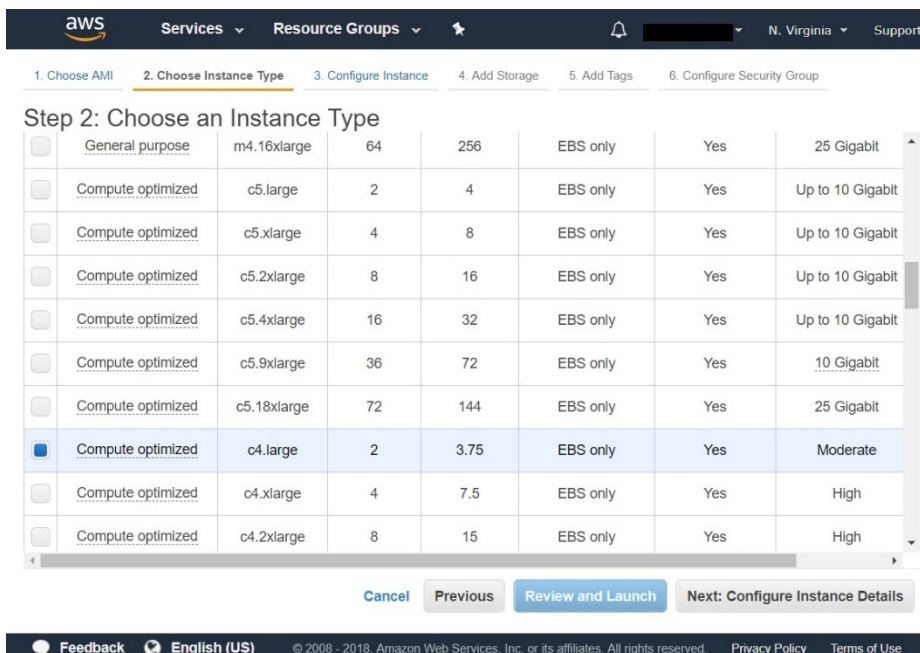 aws Services Resource Groups N. Virginia Support
1. Choose AMI 2. Choose Instance Type 3. Configure Instance 4. Add Storage 5. Add Tags 6. Configure Security Group
Step 2: Choose an Instance Type
General purpose m4.16xlarge 64 256 EBS only Yes 25 Gigabit
Compute optimized c5.large 2 4 EBS only Yes Up to 10 Gigabit
Compute optimized c5.xlarge 4 8 EBS only Yes Up to 10 Gigabit
Compute optimized c5.2xlarge 8 16 EBS only Yes Up to 10 Gigabit
Compute optimized c5.4xlarge 16 32 EBS only Yes Up to 10 Gigabit
Compute optimized c5.9xlarge 36 72 EBS only Yes 10 Gigabit
Compute optimized c5.18xlarge 72 144 EBS only Yes 25 Gigabit
Compute optimized c4.large 2 3.75 EBS only Yes Moderate
Compute optimized c4.xlarge 4 7.5 EBS only Yes High
Compute optimized c4.2xlarge 8 15 EBS only Yes High
Cancel Previous Review and Launch Next: Configure Instance Details
Feedback English (US) © 2008 - 2018, Amazon Web Services, Inc. or its affiliates. All rights reserved. Privacy Policy Terms of Use